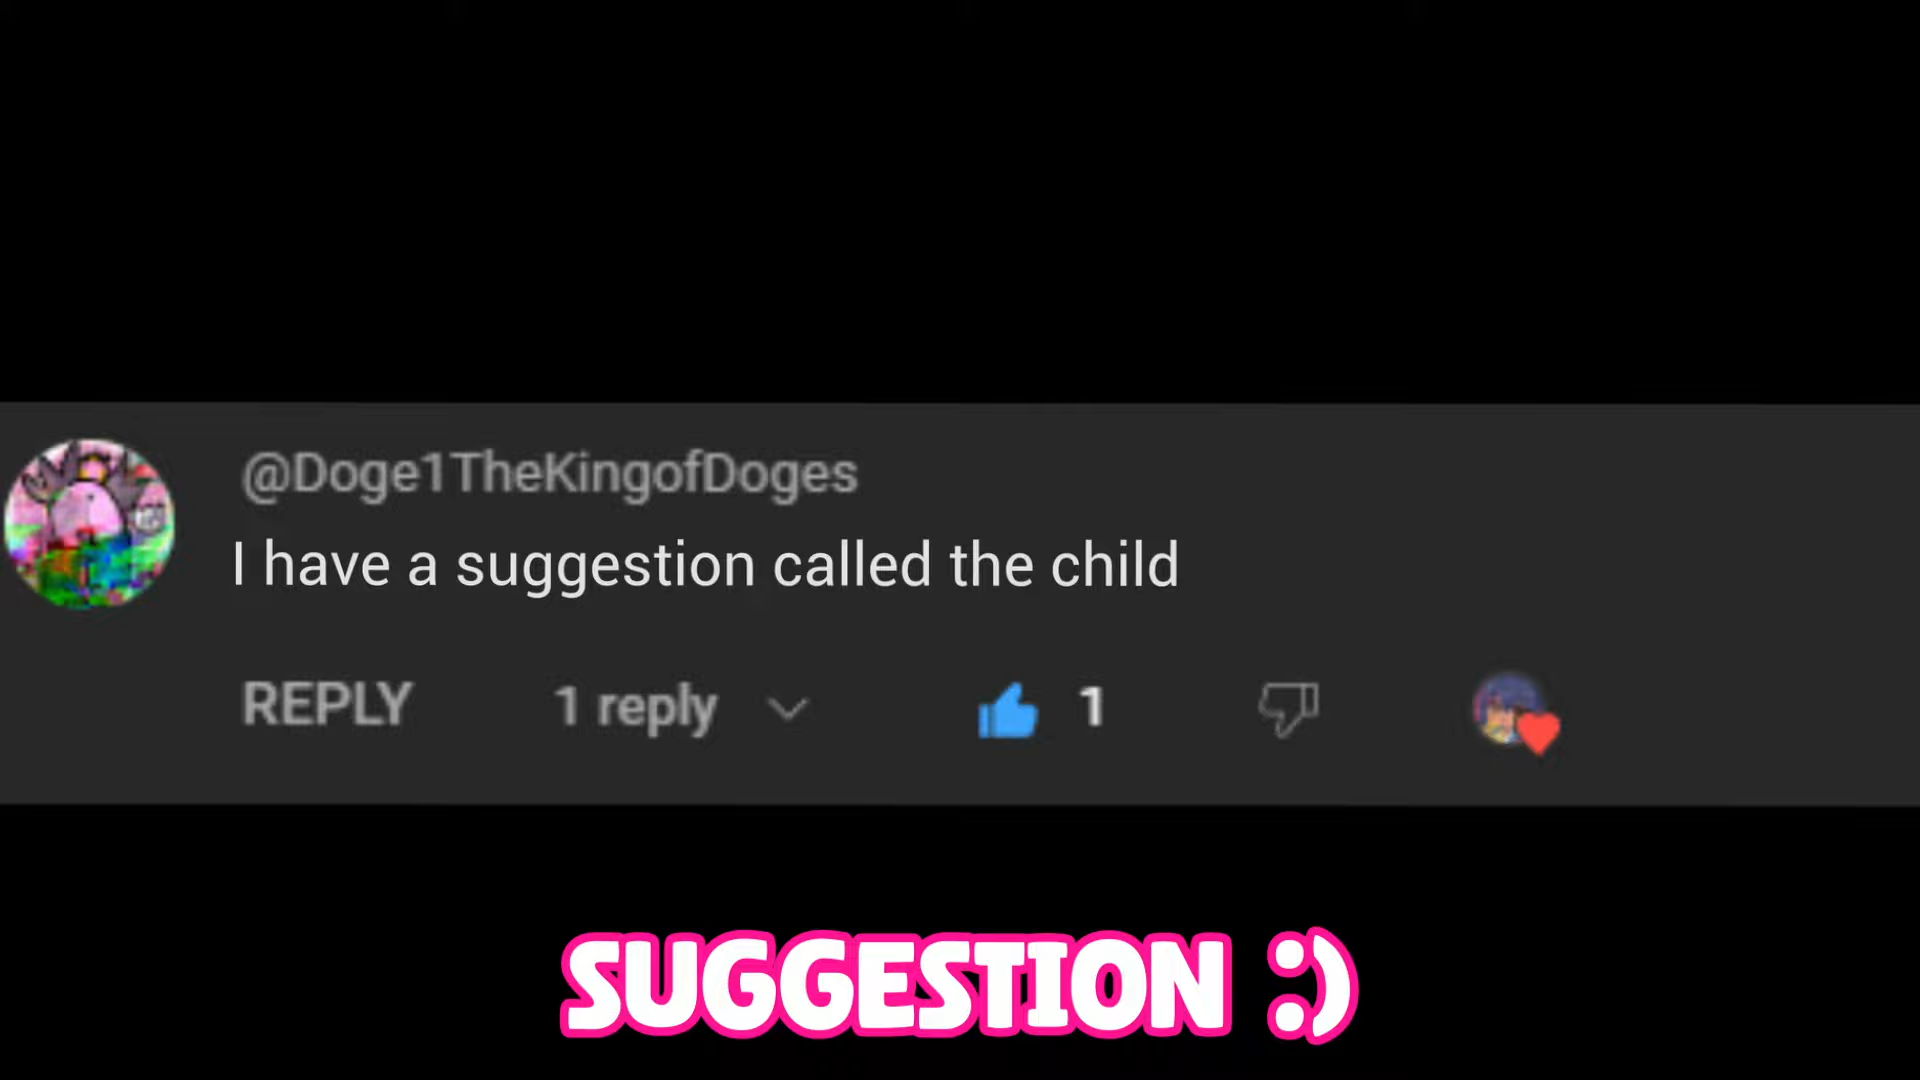 @Doge1TheKingofDoges
I have a suggestion called the child
REPLY 1 reply 1
SUGGESTION :)